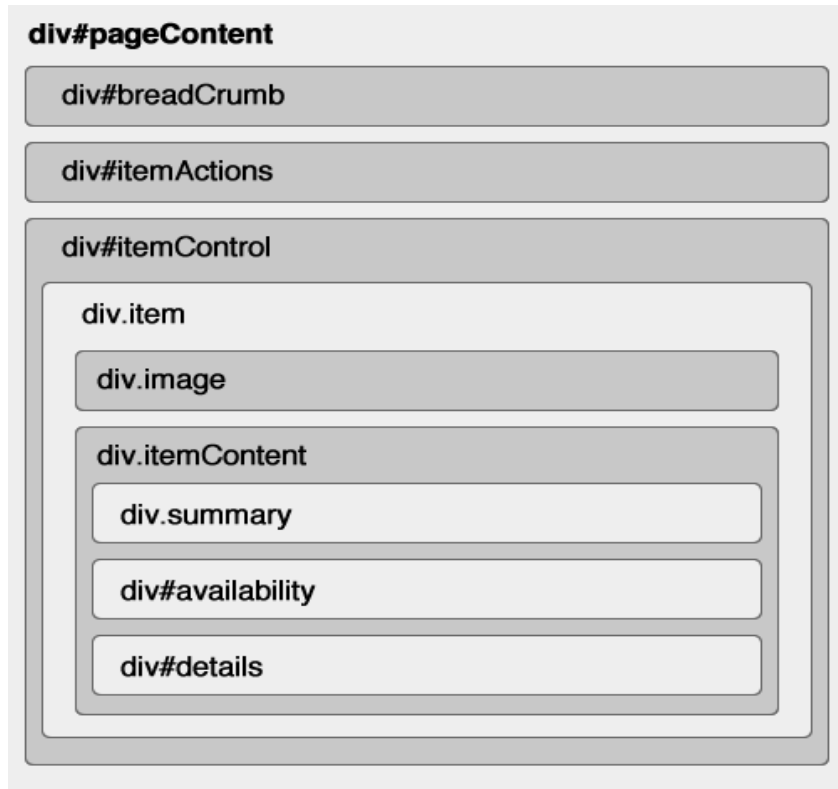 div#pageContent
div#breadCrumb
div#itemActions
div#itemControl
div.item
div.image
div.itemContent
div.summary
div#availability
div#details